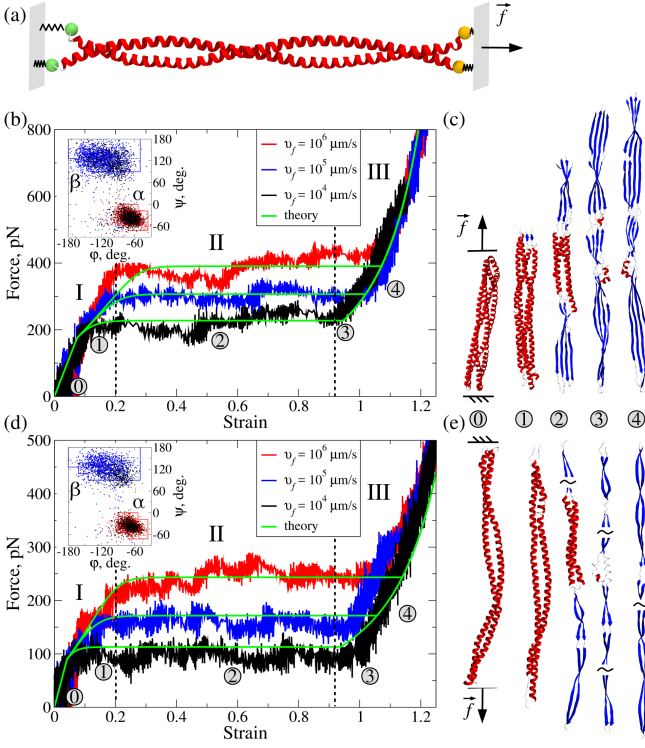 (a)
f
(b)
800
600
400
200
0
Force, pN
0
0.2
0.4
0.6
0.8
1
1.2
Strain
180
120
60
0
-60
ψ, deg.
-180
-120
-60
φ, deg.
β
α
υf = 10⁶ μm/s
υf = 10⁵ μm/s
υf = 10⁴ μm/s
theory
I
II
III
0
1
2
3
4
(c)
f
0
1
2
3
4
(d)
500
400
300
200
100
0
Force, pN
0
0.2
0.4
0.6
0.8
1
1.2
Strain
180
120
60
0
-60
ψ, deg.
-180
-120
-60
φ, deg.
β
α
υf = 10⁶ μm/s
υf = 10⁵ μm/s
υf = 10⁴ μm/s
theory
I
II
III
0
1
2
3
4
(e)
f